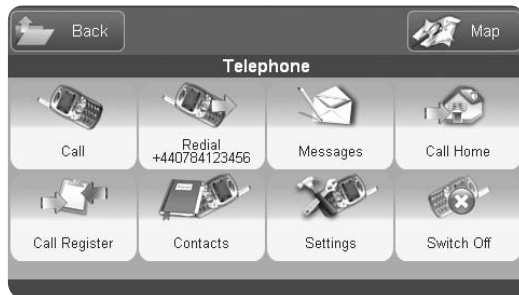 Back
Map
Telephone
Call
Redial
+440784123456
Messages
Call Home
Call Register
Contacts
Settings
Switch Off